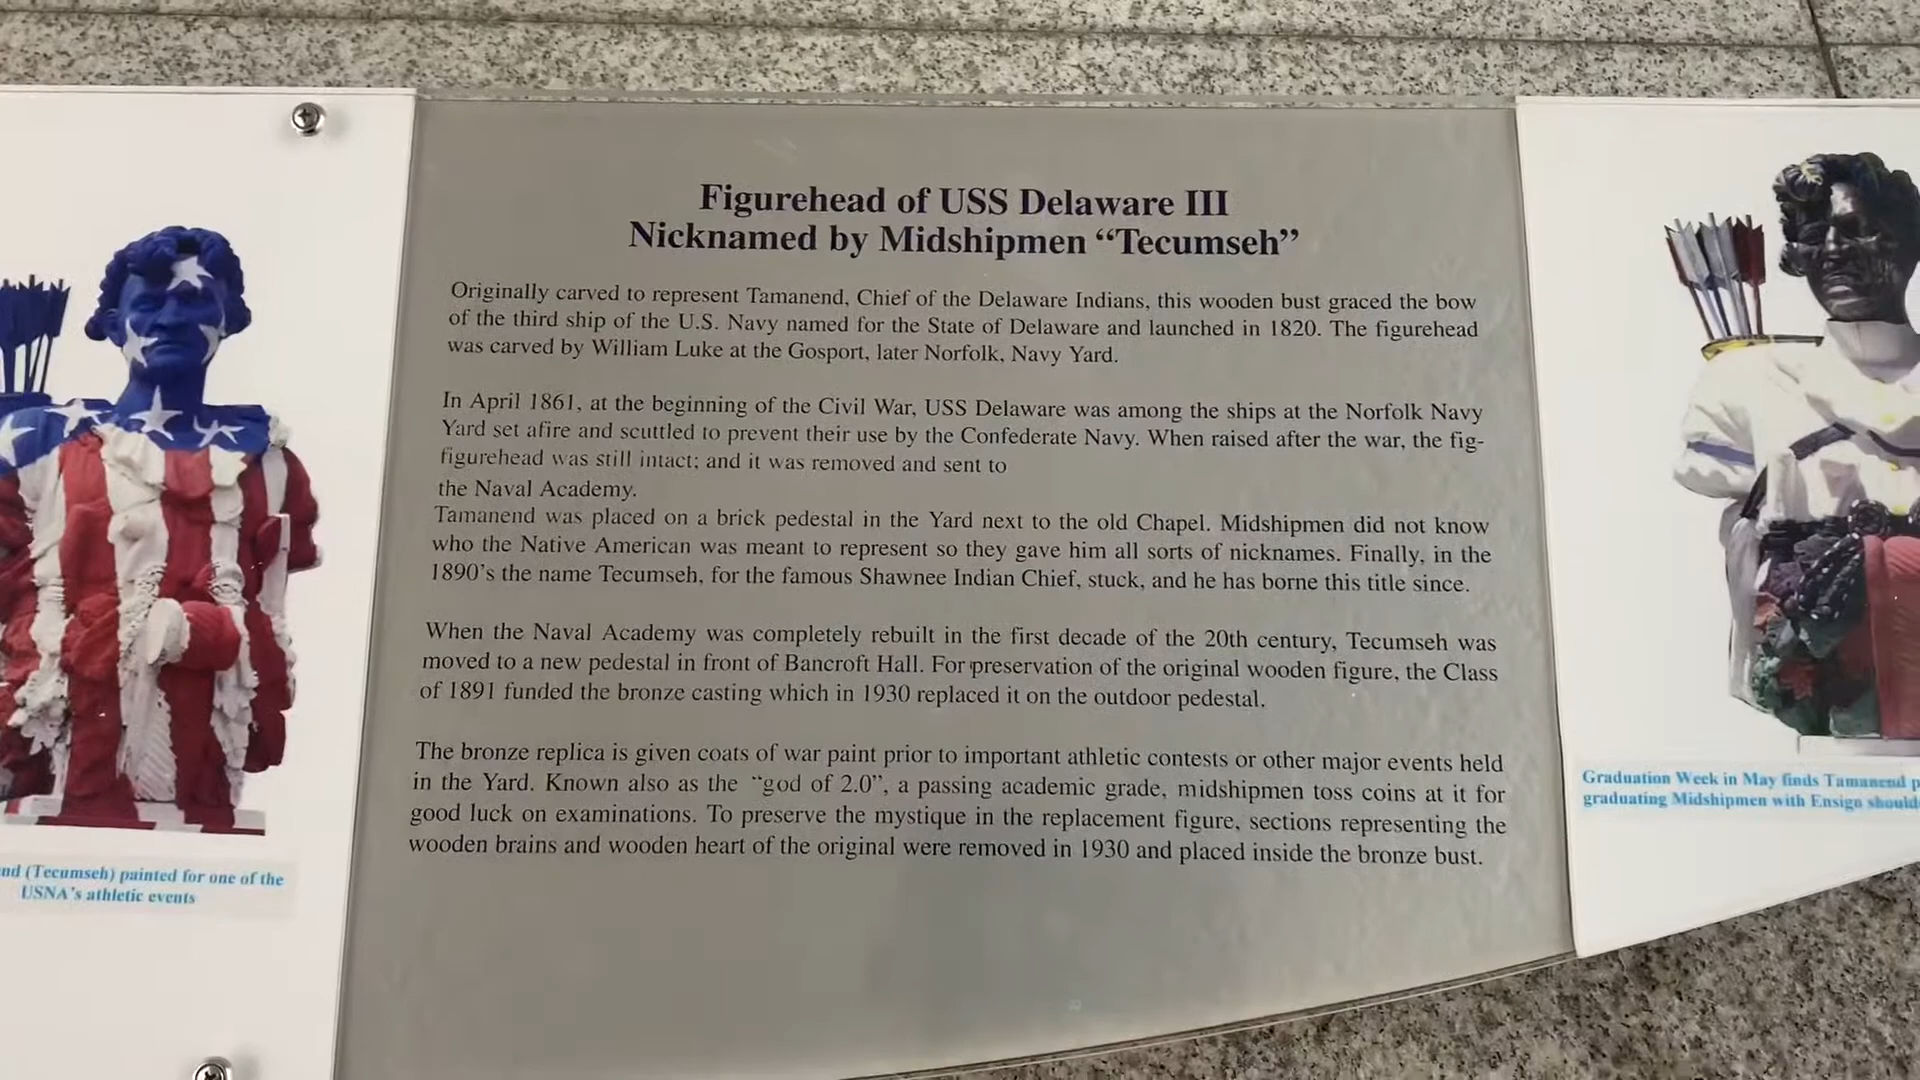 Figurehead of USS Delaware III
Nicknamed by Midshipmen “Tecumseh”
Originally carved to represent Tamanend, Chief of the Delaware Indians, this wooden bust graced the bow
of the third ship of the U.S. Navy named for the State of Delaware and launched in 1820. The figurehead
was carved by William Luke at the Gosport, later Norfolk, Navy Yard.
In April 1861, at the beginning of the Civil War, USS Delaware was among the ships at the Norfolk Navy
Yard set afire and scuttled to prevent their use by the Confederate Navy. When raised after the war, the fig-
figurehead was still intact; and it was removed and sent to
the Naval Academy.
Tamanend was placed on a brick pedestal in the Yard next to the old Chapel. Midshipmen did not know
who the Native American was meant to represent so they gave him all sorts of nicknames. Finally, in the
1890’s the name Tecumseh, for the famous Shawnee Indian Chief, stuck, and he has borne this title since.
When the Naval Academy was completely rebuilt in the first decade of the 20th century, Tecumseh was
moved to a new pedestal in front of Bancroft Hall. For preservation of the original wooden figure, the Class
of 1891 funded the bronze casting which in 1930 replaced it on the outdoor pedestal.
The bronze replica is given coats of war paint prior to important athletic contests or other major events held
in the Yard. Known also as the “god of 2.0”, a passing academic grade, midshipmen toss coins at it for
good luck on examinations. To preserve the mystique in the replacement figure, sections representing the
wooden brains and wooden heart of the original were removed in 1930 and placed inside the bronze bust.
nd (Tecumseh) painted for one of the
USNA’s athletic events
Graduation Week in May finds Tamanend p
graduating Midshipmen with Ensign should